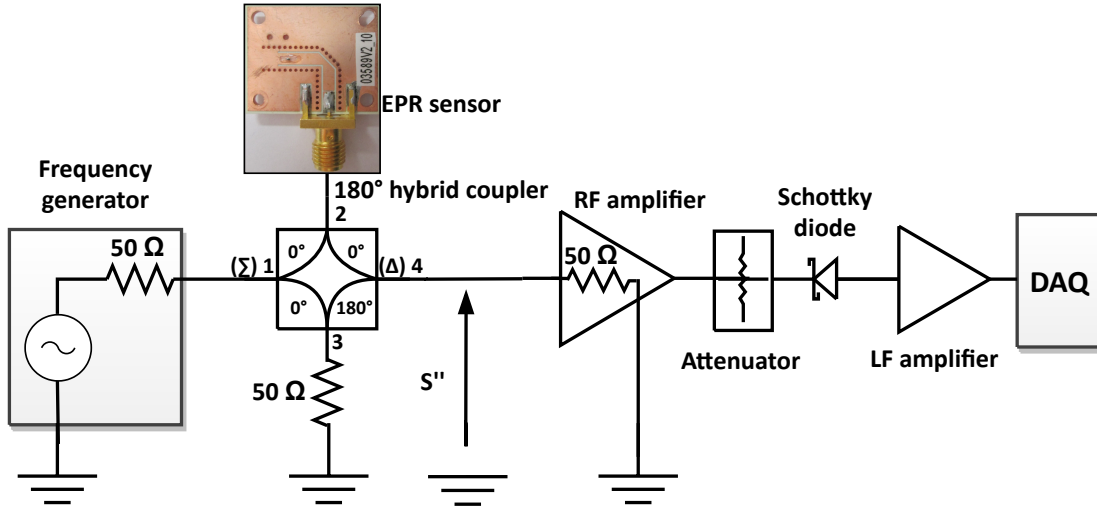 03589V2_10
EPR sensor
Frequency
generator
180° hybrid coupler
2
RF amplifier
Schottky
diode
50 Ω
0°
0°
50 Ω
(Σ) 1
(Δ) 4
0°
180°
DAQ
3
50 Ω
S''
Attenuator
LF amplifier